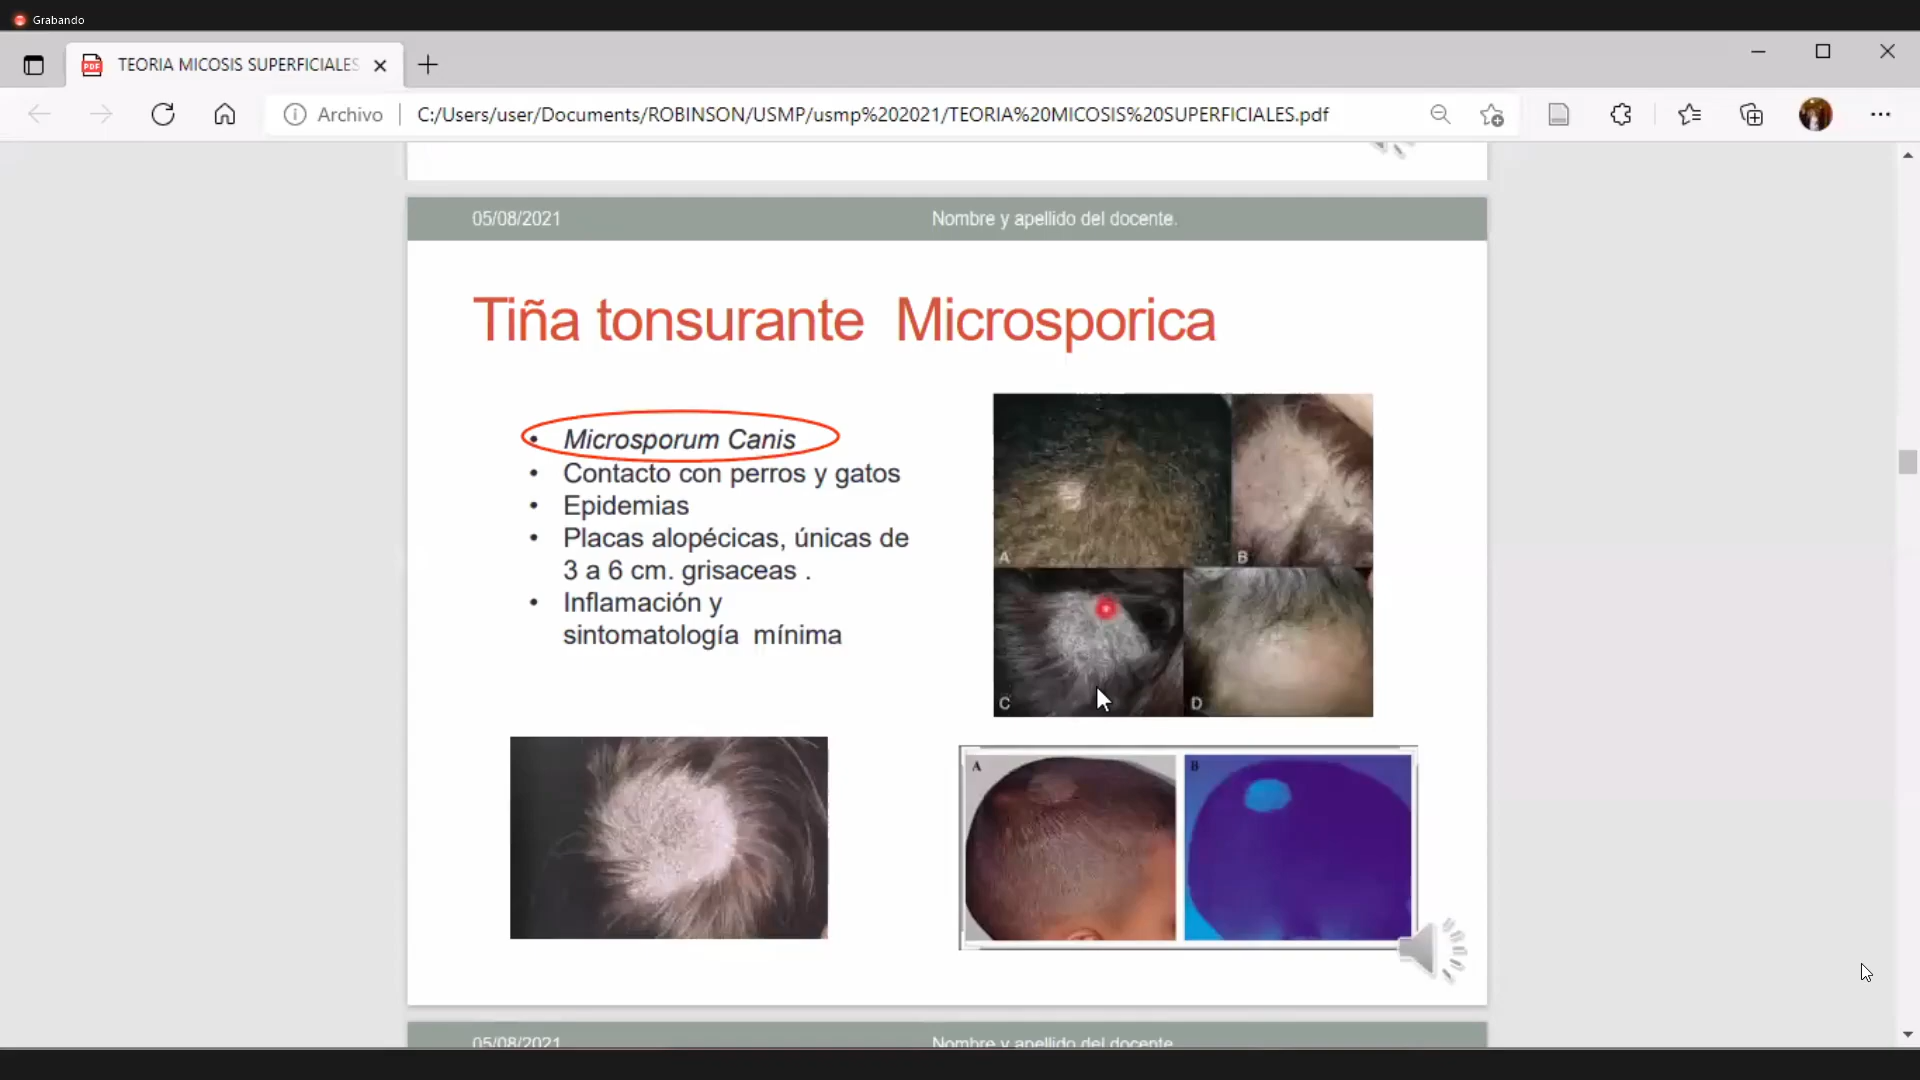 Grabando
TEORIA MICOSIS SUPERFICIALES
Archivo
C:/Users/user/Documents/ROBINSON/USMP/usmp%202021/TEORIA%20MICOSIS%20SUPERFICIALES.pdf
05/08/2021 Nombre y apellido del docente.
Tiña tonsurante Microsporica
• Microsporum Canis
• Contacto con perros y gatos
• Epidemias
• Placas alopécicas, únicas de
3 a 6 cm. grisaceas .
• Inflamación y
sintomatología mínima
A B
C D
A B
05/08/2021 Nombre y apellido del docente